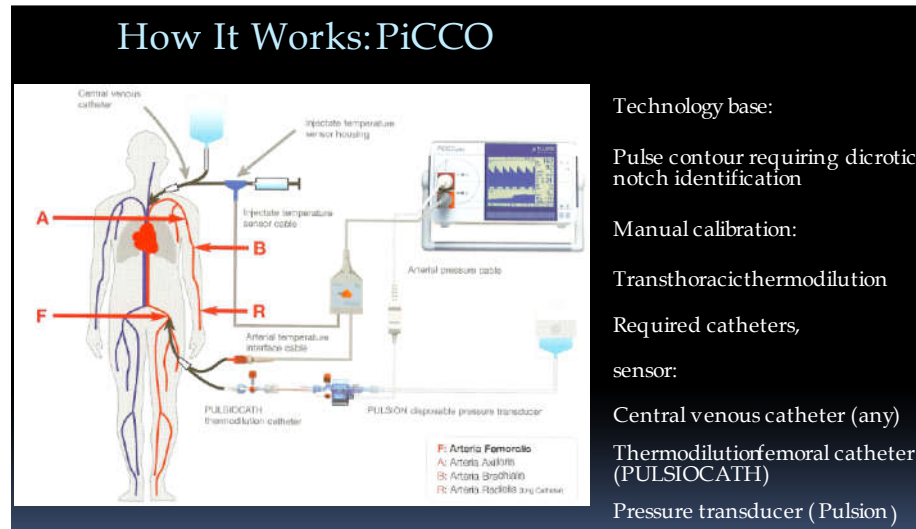 How It Works: PiCCO
Central venous
catheter
Injectate temperature
sensor housing
A
Injectate temperature
sensor cable
B
Arterial pressure cable
F
R
Arterial temperature
interface cable
PULSIOCATH
thermodilution catheter
PULSION disposable pressure transducer
F: Arteria Femoralis
A: Arteria Axillaris
B: Arteria Brachialis
R: Arteria Radialis (long Catheter)
Technology base:
Pulse contour requiring dicrotic
notch identification
Manual calibration:
Transthoracicthermodilution
Required catheters,
sensor:
Central venous catheter (any)
Thermodilutionfemoral catheter
(PULSIOCATH)
Pressure transducer ( Pulsion )